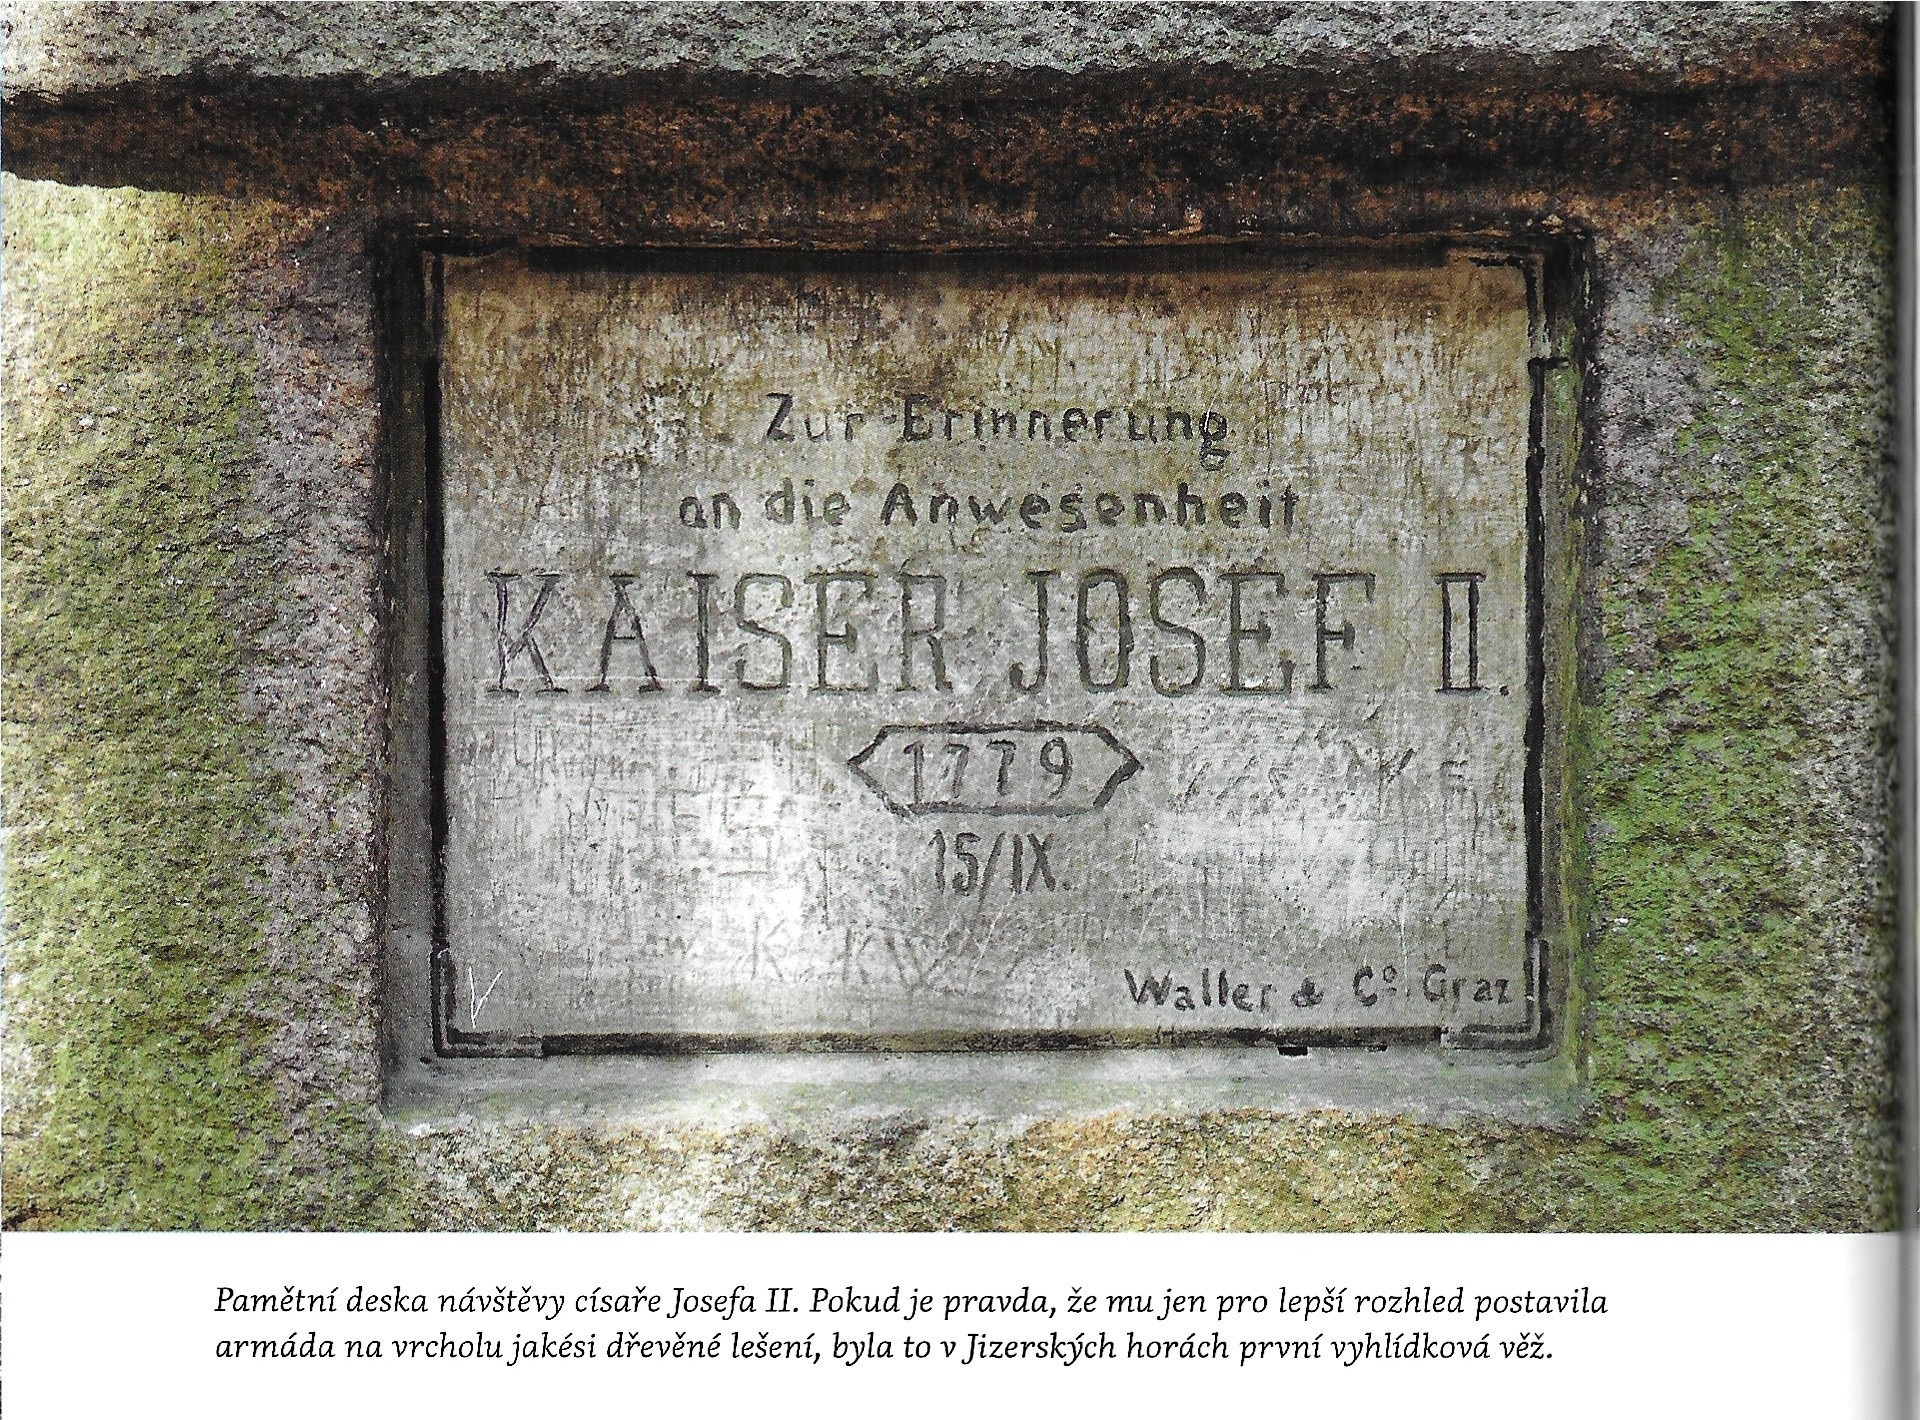 Zur Erinnerung
an die Anwesenheit
KAISER JOSEF II.
1779
15/IX.
Waller & Cº. Graz
Pamětní deska návštěvy císaře Josefa II. Pokud je pravda, že mu jen pro lepší rozhled postavila
armáda na vrcholu jakési dřevěné lešení, byla to v Jizerských horách první vyhlídková věž.